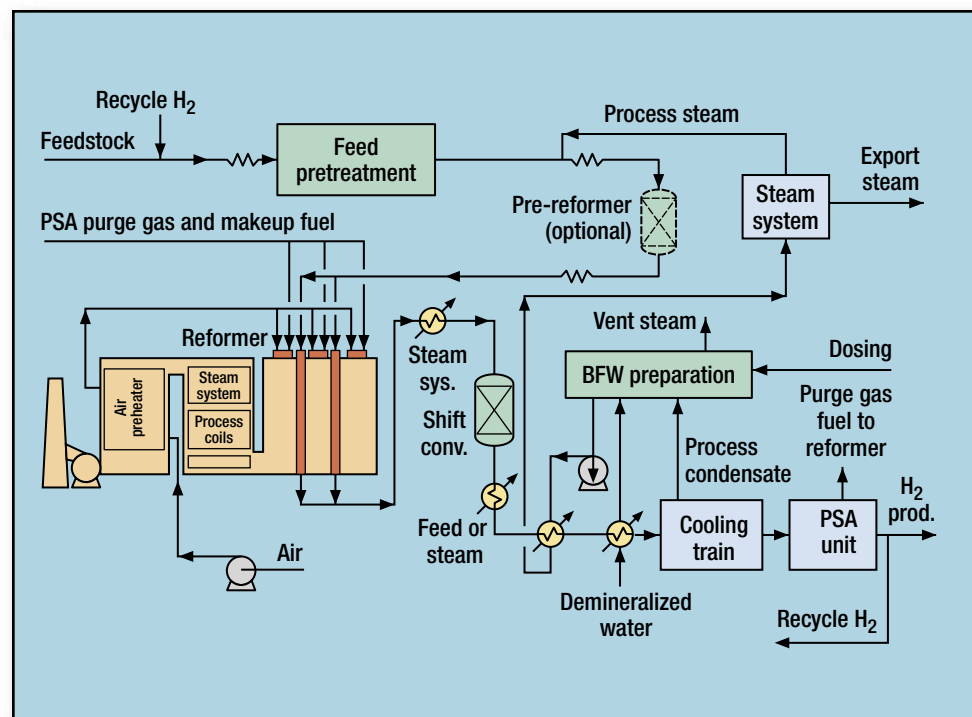 Recycle H₂
Feedstock
Feed
pretreatment
Process steam
Export
steam
Steam
system
PSA purge gas and makeup fuel
Pre-reformer
(optional)
Vent steam
Reformer
Steam
sys.
BFW preparation
Dosing
Air
preheater
Steam
system
Process
coils
Shift
conv.
Purge gas
fuel to
reformer
Process
condensate
H₂
prod.
Feed or
steam
Cooling
train
PSA
unit
Air
Demineralized
water
Recycle H₂